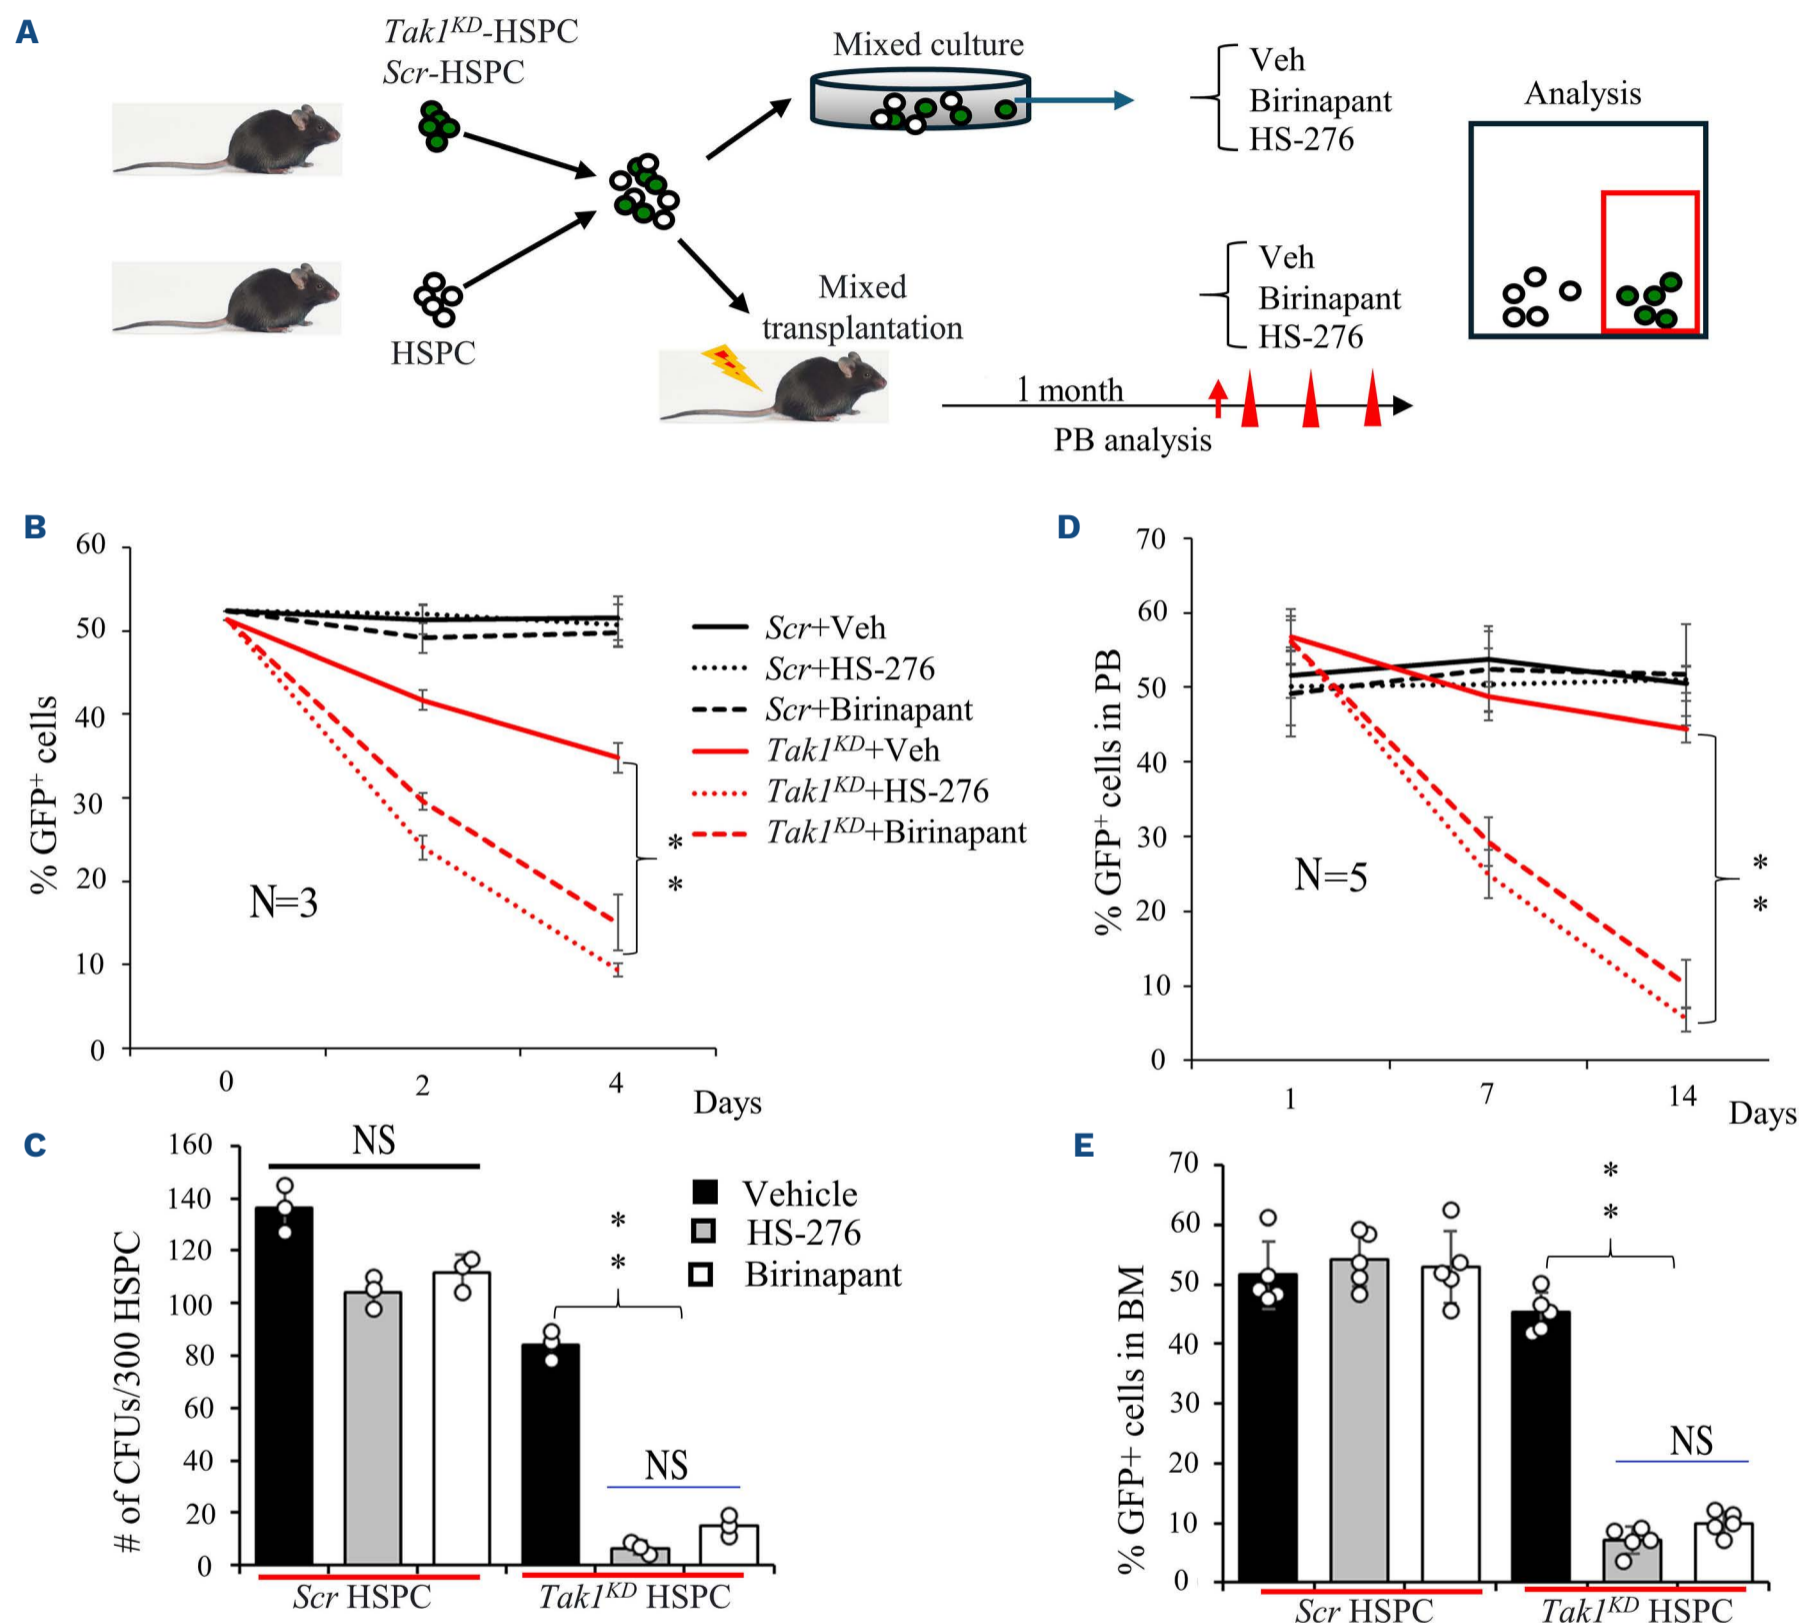 A
Tak1KD-HSPC
Scr-HSPC
HSPC
Mixed culture
Veh
Birinapant
HS-276
Analysis
Mixed
transplantation
Veh
Birinapant
HS-276
1 month
PB analysis
B
% GFP+ cells
60
50
40
30
20
10
0
0 2 4
Days
N=3
*
*
Scr+Veh
Scr+HS-276
Scr+Birinapant
Tak1KD+Veh
Tak1KD+HS-276
Tak1KD+Birinapant
D
% GFP+ cells in PB
70
60
50
40
30
20
10
0
1 7 14
Days
N=5
*
*
C
# of CFUs/300 HSPC
160
140
120
100
80
60
40
20
0
NS
*
*
NS
Vehicle
HS-276
Birinapant
Scr HSPC
Tak1KD HSPC
E
% GFP+ cells in BM
70
60
50
40
30
20
10
0
*
*
NS
Scr HSPC
Tak1KD HSPC